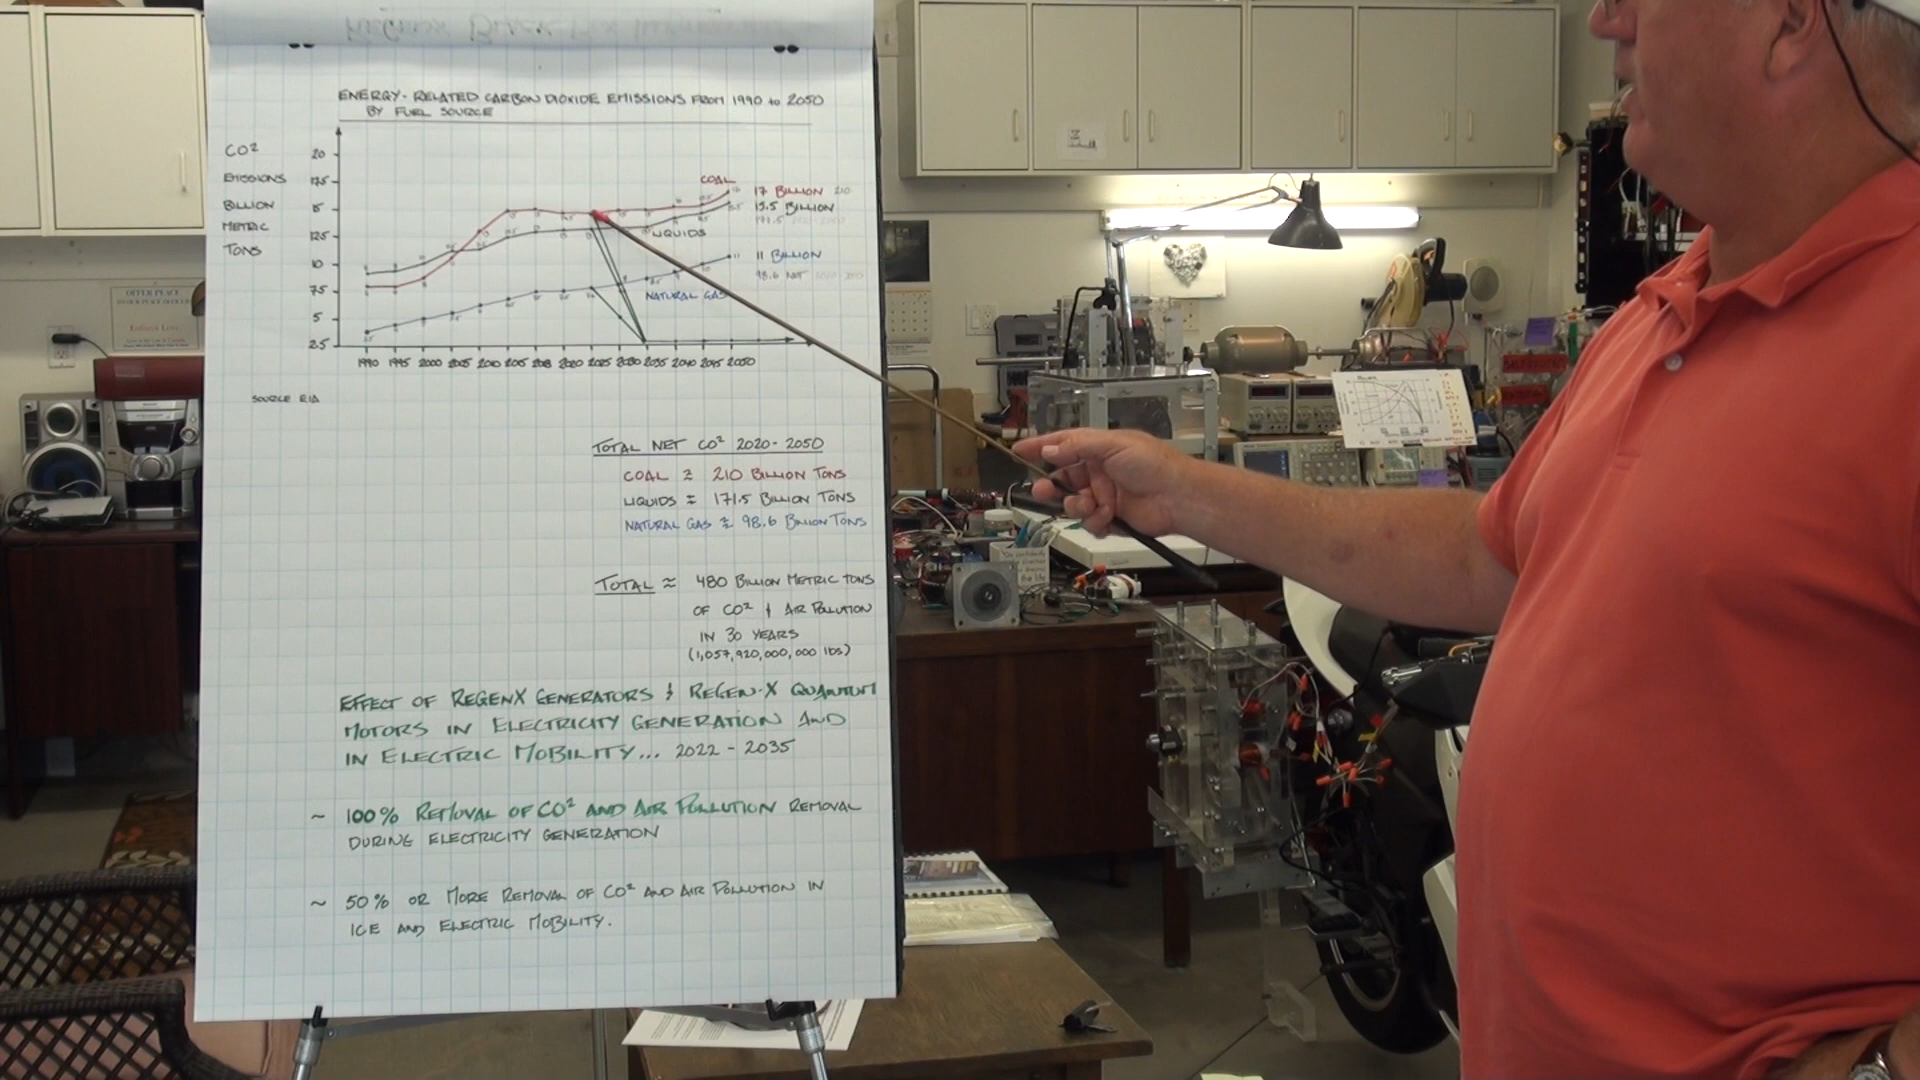 ENERGY-RELATED CARBON DIOXIDE EMISSIONS FROM 1990 to 2050
BY FUEL SOURCE
CO²
EMISSIONS
BILLION
METRIC
TONS
20
17.5
15
12.5
10
7.5
5
2.5
COAL
17 BILLION 210
15.5 BILLION
171.5
LIQUIDS
11 BILLION
98.6 NET
NATURAL GAS
1990 1995 2000 2005 2010 2015 2018 2020 2025 2030 2035 2040 2045 2050
SOURCE EIA
TOTAL NET CO² 2020-2050
COAL ≈ 210 BILLION TONS
LIQUIDS ≈ 171.5 BILLION TONS
NATURAL GAS ≈ 98.6 BILLION TONS
TOTAL ≈ 480 BILLION METRIC TONS
OF CO² & AIR POLLUTION
IN 30 YEARS
(1,057,920,000,000 lbs)
EFFECT OF REGENX GENERATORS & REGEN-X QUANTUM
MOTORS IN ELECTRICITY GENERATION AND
IN ELECTRIC MOBILITY... 2022-2035
~ 100% REMOVAL OF CO² AND AIR POLLUTION REMOVAL
DURING ELECTRICITY GENERATION
~ 50% OR MORE REMOVAL OF CO² AND AIR POLLUTION IN
ICE AND ELECTRIC MOBILITY.